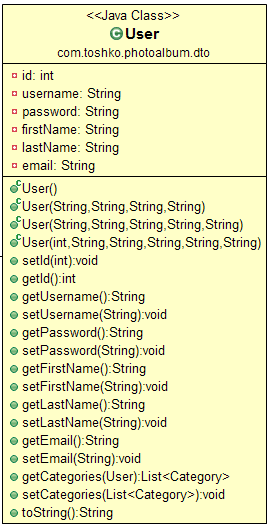 <<Java Class>>
User
com.toshko.photoalbum.dto
id: int
username: String
password: String
firstName: String
lastName: String
email: String
User()
User(String,String,String,String)
User(String,String,String,String,String)
User(int,String,String,String,String,String)
setId(int):void
getId():int
getUsername():String
setUsername(String):void
getPassword():String
setPassword(String):void
getFirstName():String
setFirstName(String):void
getLastName():String
setLastName(String):void
getEmail():String
setEmail(String):void
getCategories(User):List<Category>
setCategories(List<Category>):void
toString():String